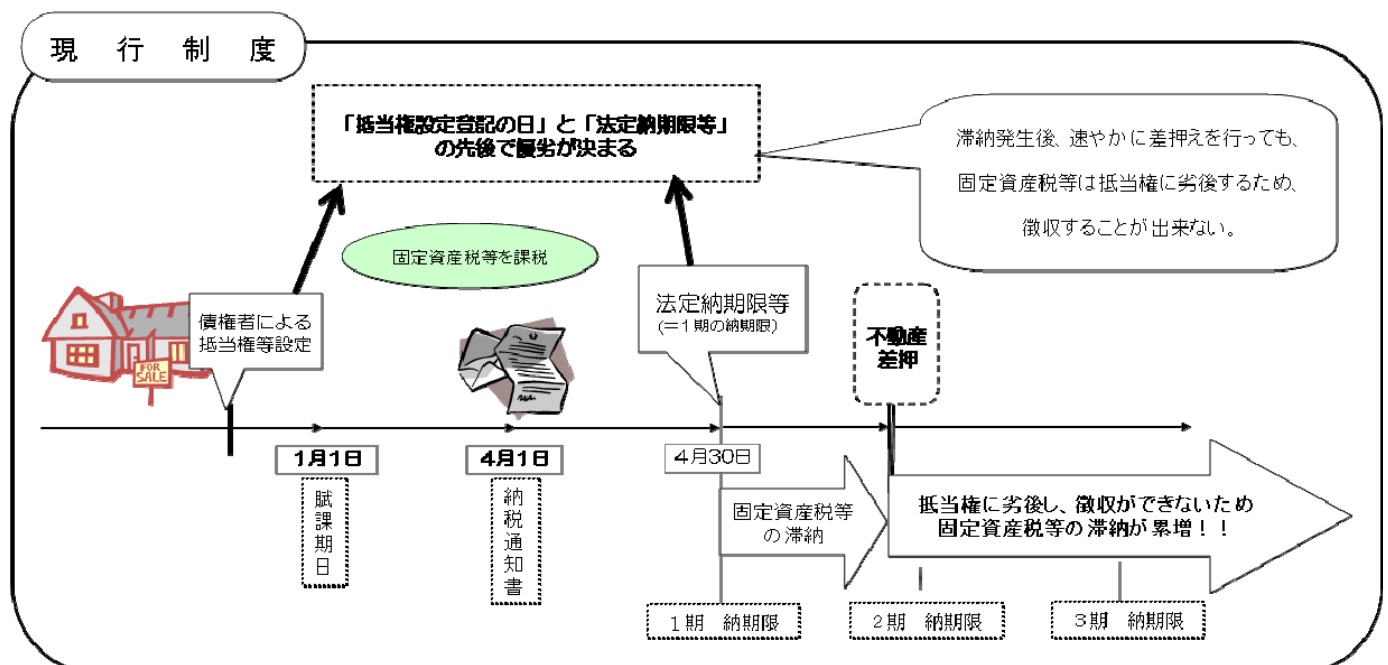 現行制度
「抵当権設定登記の日」と「法定納期限等」
の先後で優劣が決まる
滞納発生後、速やかに差押えを行っても、
固定資産税等は抵当権に劣後するため、
徴収することが出来ない。
固定資産税等を課税
債権者による
抵当権等設定
法定納期限等
(=1期の納期限)
不動産
差押
FOR
SALE
1月1日
4月1日
4月30日
賦課期日
納税通知書
固定資産税等
の滞納
抵当権に劣後し、徴収ができないため
固定資産税等の滞納が累増!!
1期 納期限
2期 納期限
3期 納期限